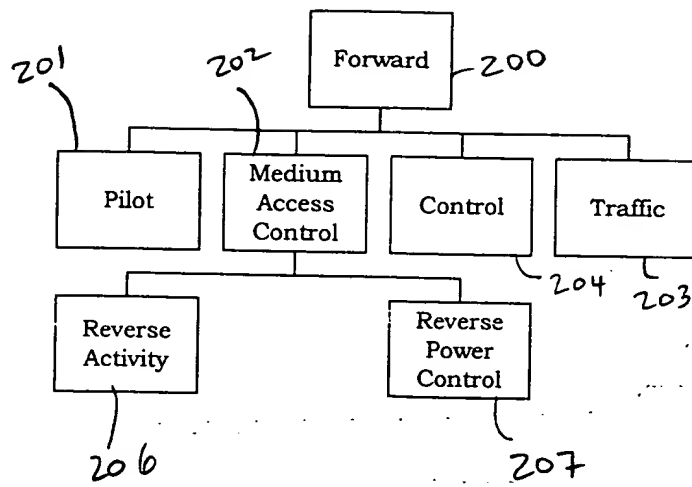 201
202
Forward
200
Pilot
Medium
Access
Control
Control
Traffic
204
203
Reverse
Activity
Reverse
Power
Control
206
207